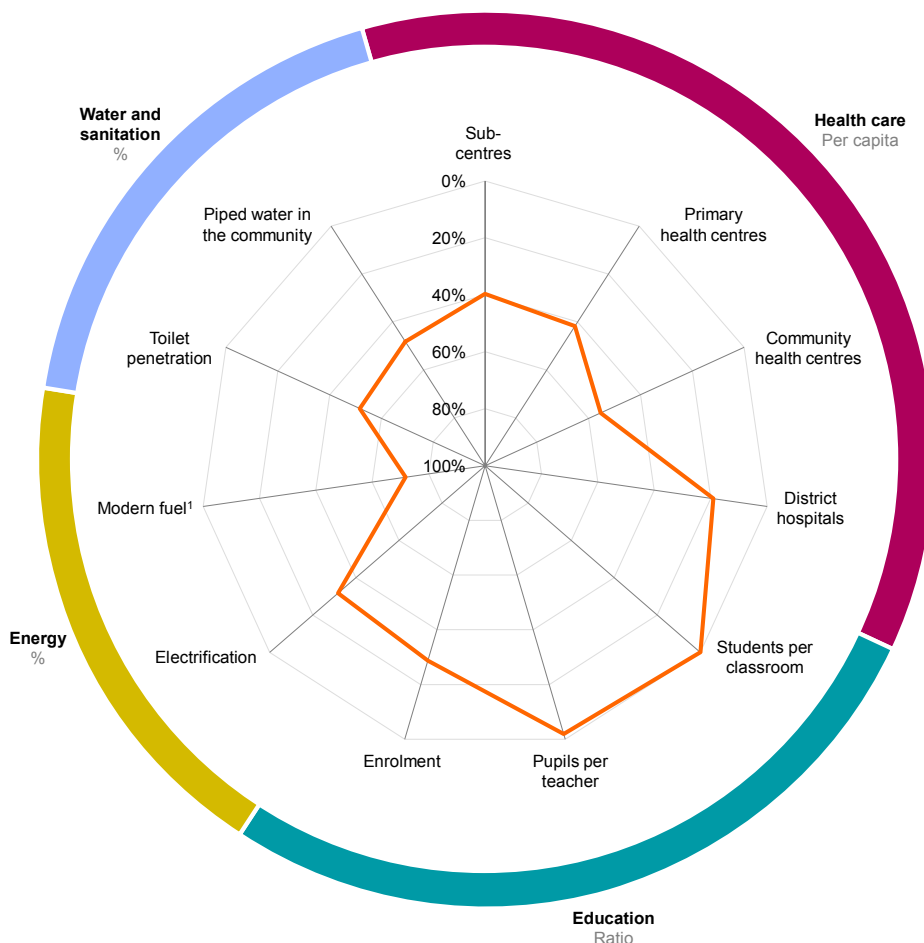 Water and
sanitation
%
Health care
Per capita
Sub-
centres
0%
20%
40%
60%
80%
100%
Piped water in
the community
Primary
health centres
Toilet
penetration
Community
health centres
Modern fuel¹
District
hospitals
Energy
%
Electrification
Students per
classroom
Enrolment
Pupils per
teacher
Education
Ratio